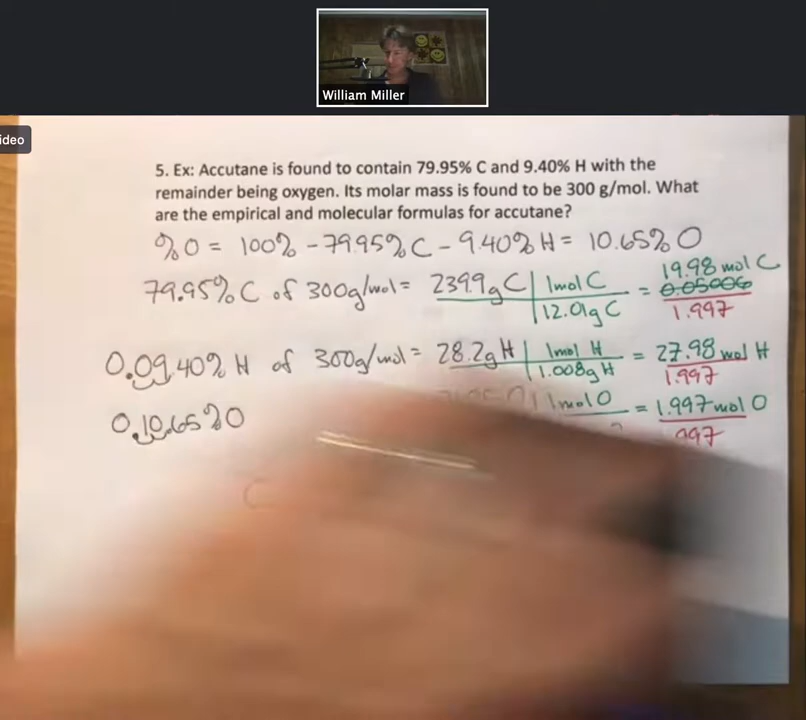 William Miller
ideo
5. Ex: Accutane is found to contain 79.95% C and 9.40% H with the
remainder being oxygen. Its molar mass is found to be 300 g/mol. What
are the empirical and molecular formulas for accutane?
%O = 100% - 79.95%C - 9.40%H = 10.65%O
19.98 mol C
79.95%C of 300g/mol = 239.9g C | 1mol C = 0.05006
12.01g C 1.997
0.09.40% H of 300g/mol = 28.2g H | 1mol H = 27.98 mol H
1.008g H 1.997
0.10.65%O 1mol O = 1.997 mol O
997